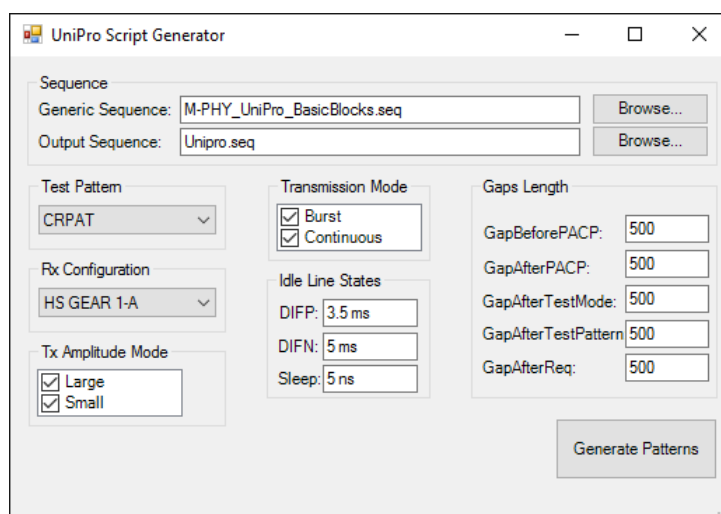 UniPro Script Generator
Sequence
Generic Sequence: M-PHY_UniPro_BasicBlocks.seq Browse...
Output Sequence: Unipro.seq Browse...
Test Pattern
CRPAT
Rx Configuration
HS GEAR 1-A
Tx Amplitude Mode
Large
Small
Transmission Mode
Burst
Continuous
Idle Line States
DIFP: 3.5 ms
DIFN: 5 ms
Sleep: 5 ns
Gaps Length
GapBeforePACP: 500
GapAfterPACP: 500
GapAfterTestMode: 500
GapAfterTestPattern 500
GapAfterReq: 500
Generate Patterns